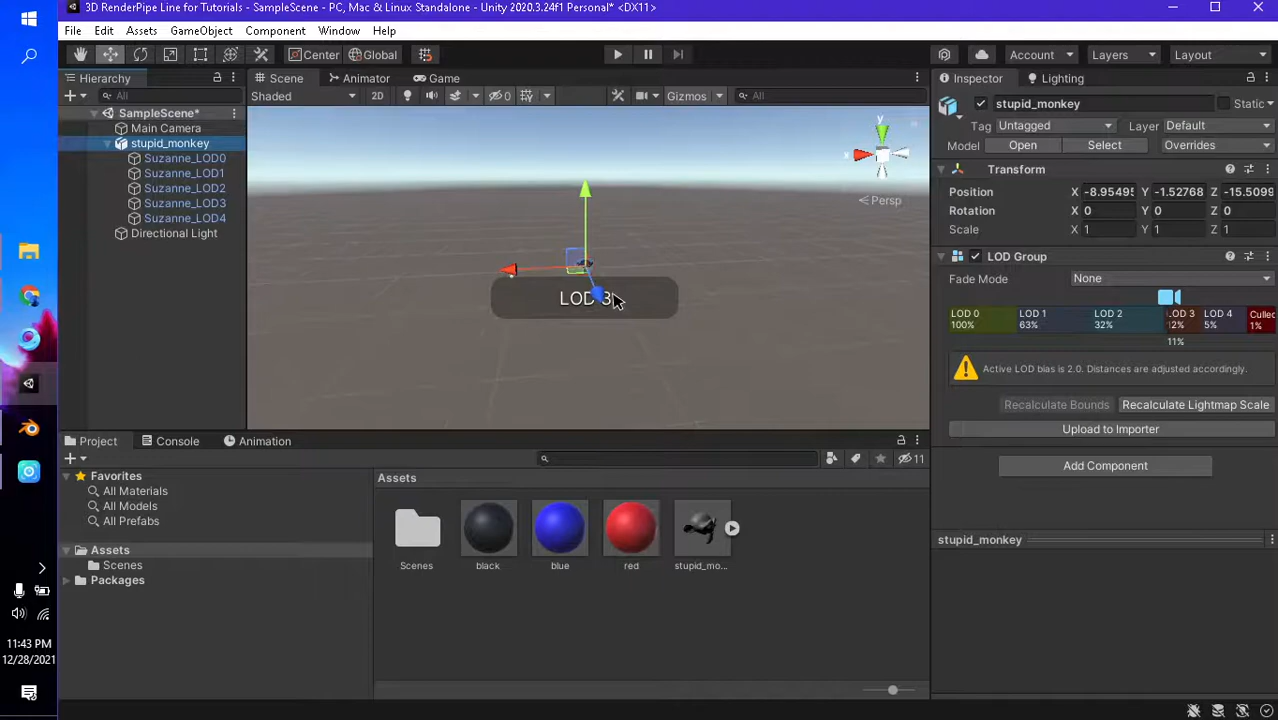 3D RenderPipe Line for Tutorials - SampleScene - PC, Mac & Linux Standalone - Unity 2020.3.24f1 Personal* <DX11>
File Edit Assets GameObject Component Window Help
Center Global Account Layers Layout
Hierarchy
All
SampleScene*
Main Camera
stupid_monkey
Suzanne_LOD0
Suzanne_LOD1
Suzanne_LOD2
Suzanne_LOD3
Suzanne_LOD4
Directional Light
Scene Animator Game
Shaded 2D 0 Gizmos All
y
x
Persp
LOD 3
Inspector Lighting
stupid_monkey Static
Tag Untagged Layer Default
Model Open Select Overrides
Transform
Position X -8.95495 Y -1.52768 Z -15.5099
Rotation X 0 Y 0 Z 0
Scale X 1 Y 1 Z 1
LOD Group
Fade Mode None
LOD 0 LOD 1 LOD 2 LOD 3 LOD 4 Culled
100% 63% 32% 12% 5% 1%
11%
Active LOD bias is 2.0. Distances are adjusted accordingly.
Recalculate Bounds Recalculate Lightmap Scale
Upload to Importer
Add Component
stupid_monkey
Project Console Animation
11
Favorites
All Materials
All Models
All Prefabs
Assets
Scenes
Packages
Assets
Scenes black blue red stupid_mo...
11:43 PM
12/28/2021